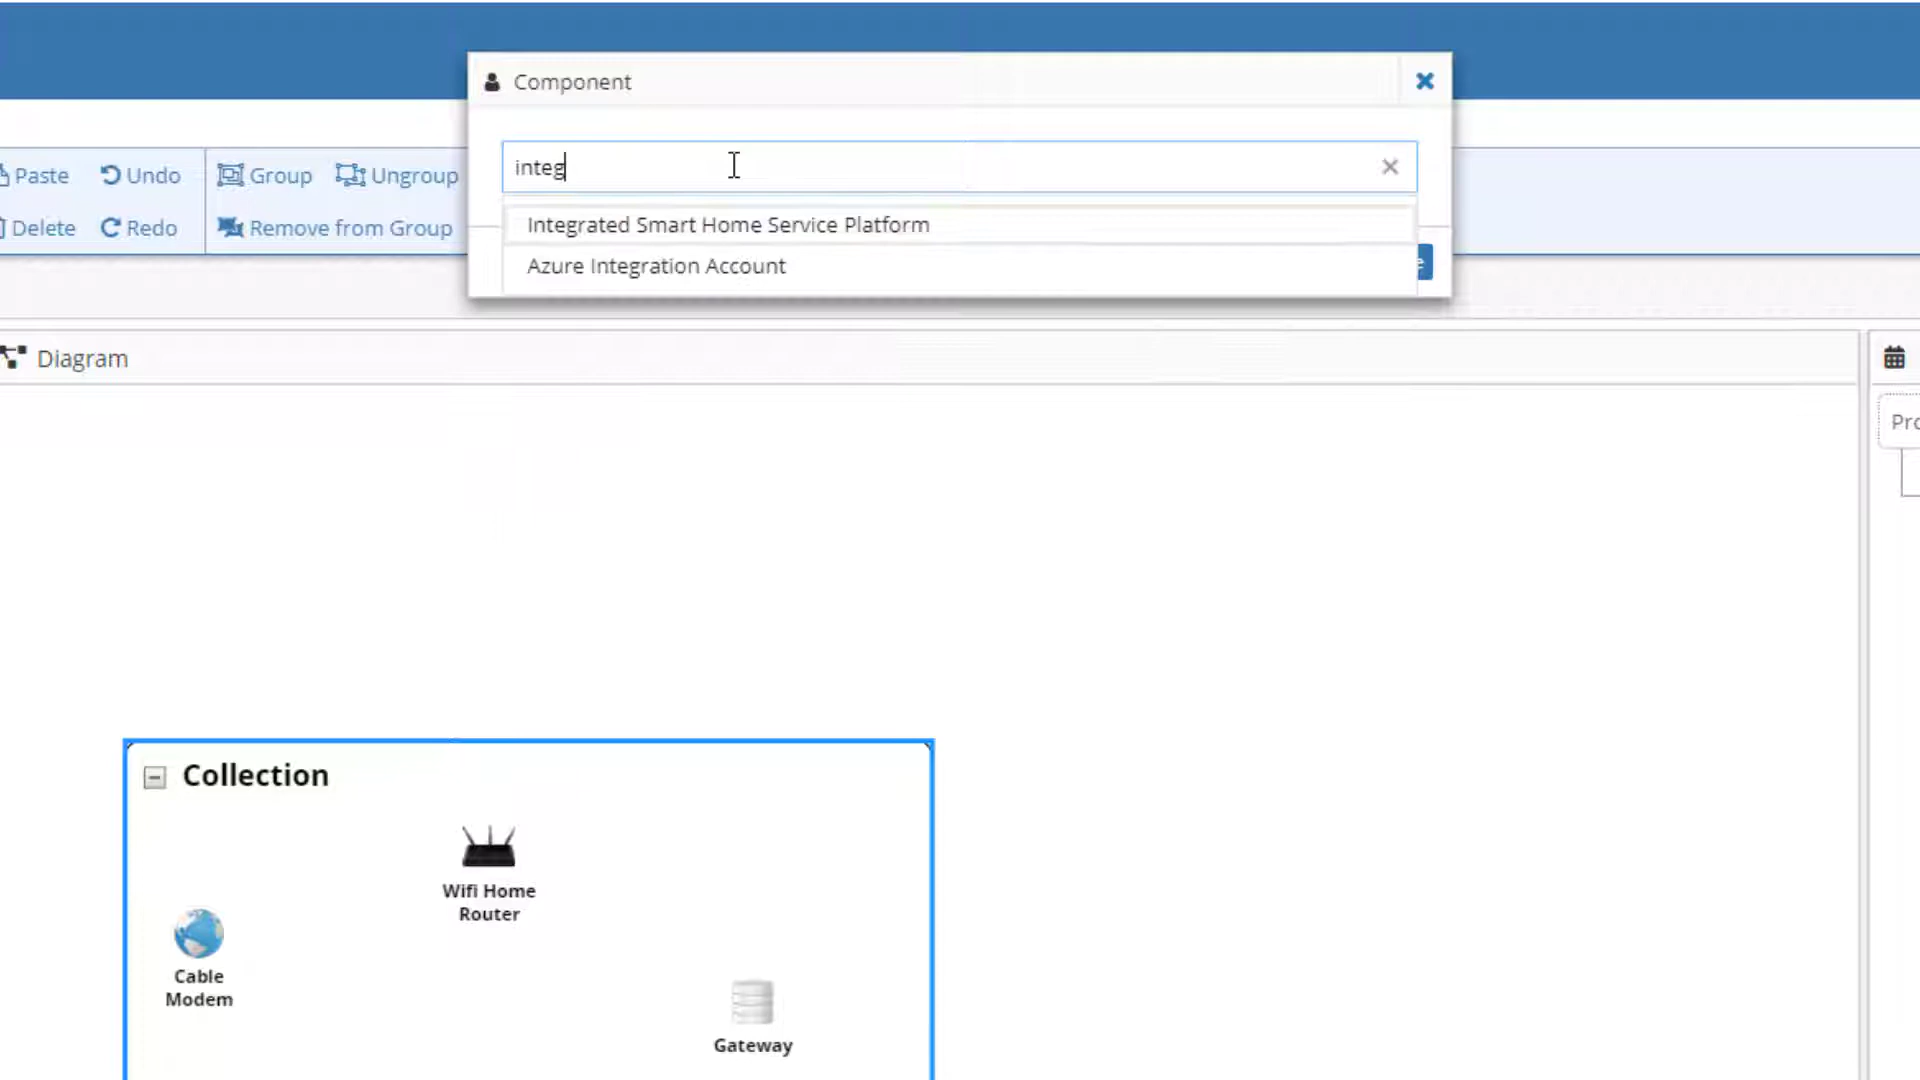 Component
integ
Integrated Smart Home Service Platform
Azure Integration Account
Paste Undo Group Ungroup
Delete Redo Remove from Group
Diagram
Collection
Wifi Home
Router
Cable
Modem
Gateway